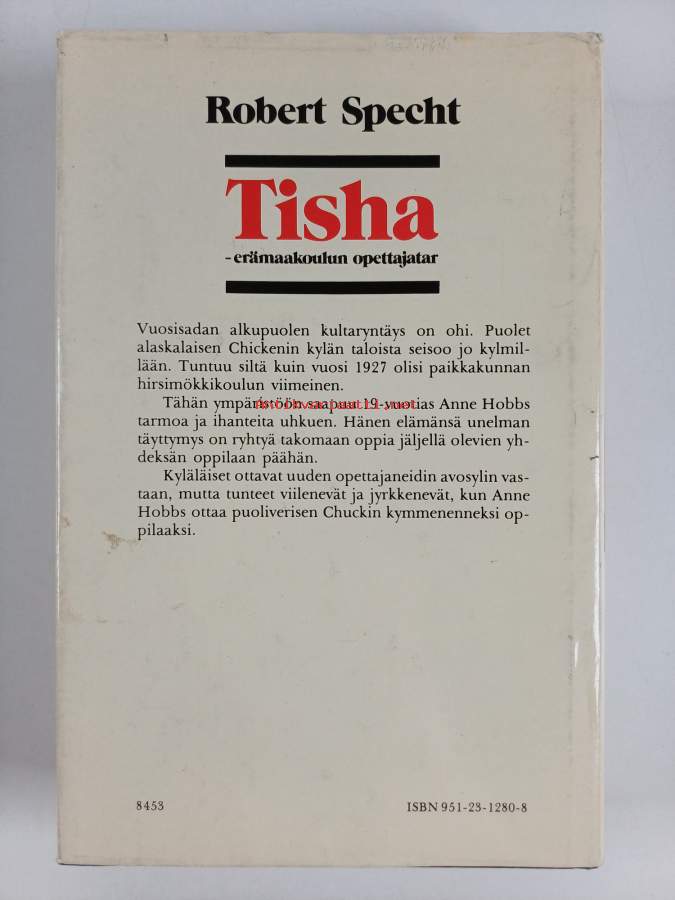 Robert Specht
Tisha
- erämaakoulun opettajatar
Vuosisadan alkupuolen kultaryntäys on ohi. Puolet
alaskalaisen Chickenin kylän taloista seisoo jo kylmil-
lään. Tuntuu siltä kuin vuosi 1927 olisi paikkakunnan
hirsimökkikoulun viimeinen.
Tähän ympäristöön saapuu 19-vuotias Anne Hobbs
Antikvariaatti.net
tarmoa ja ihanteita uhkuen. Hänen elämänsä unelman
täyttymys on ryhtyä takomaan oppia jäljellä olevien yh-
deksän oppilaan päähän.
Kyläläiset ottavat uuden opettajaneidin avosylin vas-
taan, mutta tunteet viilenevät ja jyrkkenevät, kun Anne
Hobbs ottaa puoliverisen Chuckin kymmenenneksi op-
pilaaksi.
8453
ISBN 951-23-1280-8